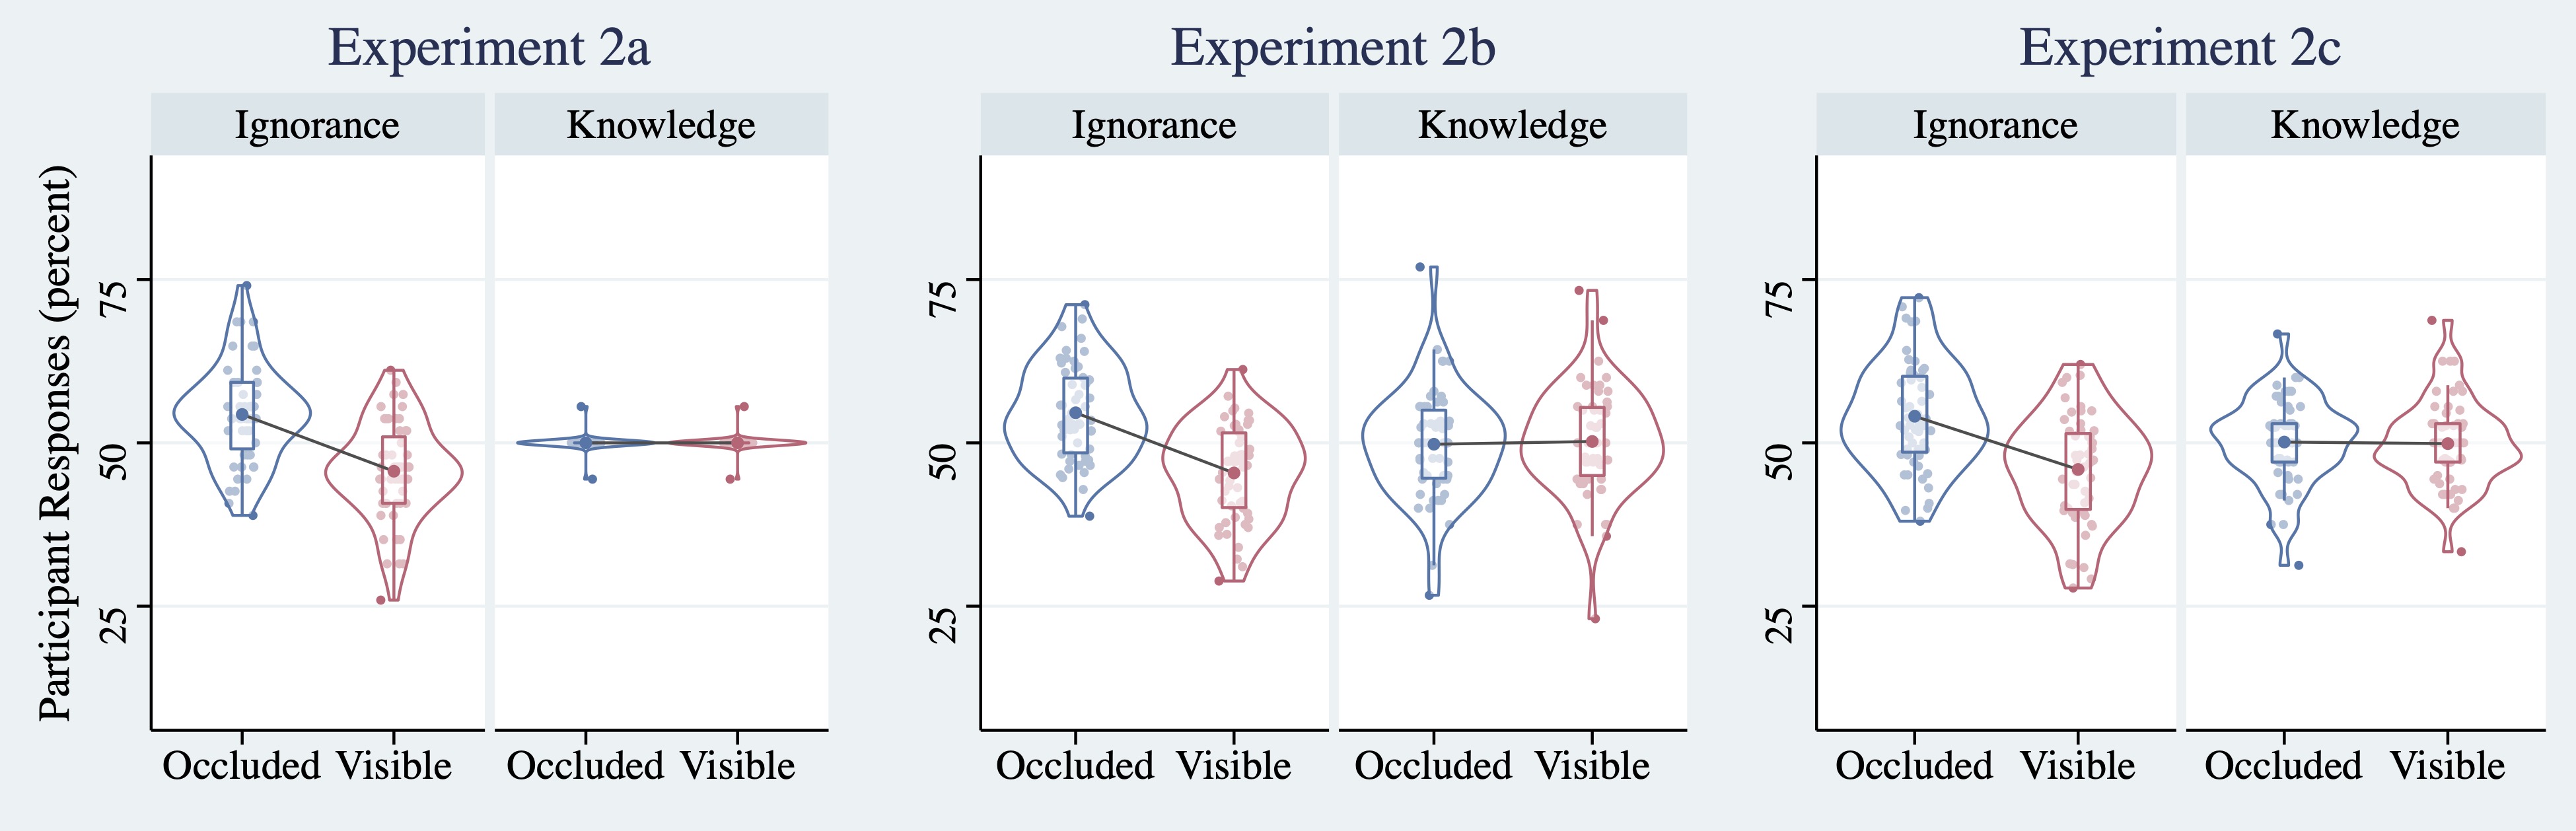 Experiment 2a
Experiment 2b
Experiment 2c
Ignorance
Knowledge
Ignorance
Knowledge
Ignorance
Knowledge
Participant Responses (percent)
75
50
25
75
50
25
75
50
25
Occluded
Visible
Occluded
Visible
Occluded
Visible
Occluded
Visible
Occluded
Visible
Occluded
Visible